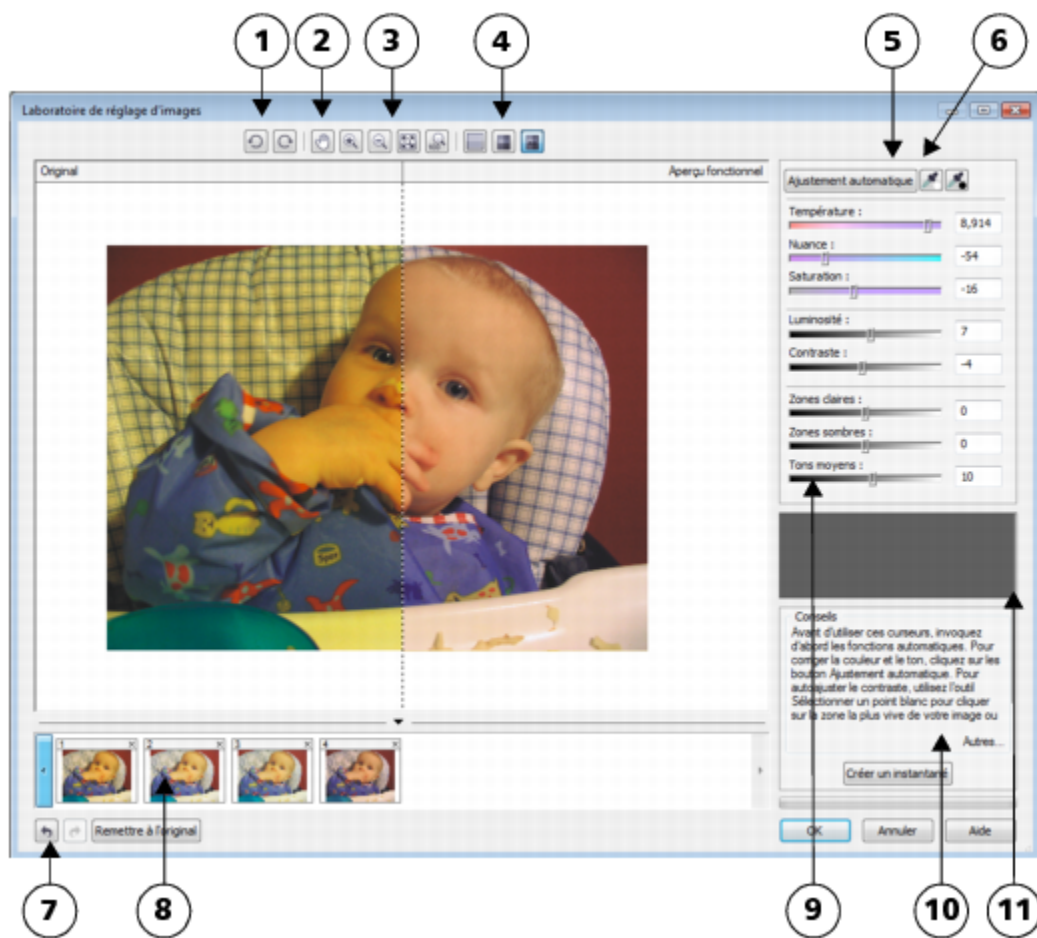 1 2 3 4 5 6
Laboratoire de réglage d'images
Original Aperçu fonctionnel
Ajustement automatique
Température : 8,914
Nuance : -54
Saturation : -16
Luminosité : 7
Contraste : -4
Zones claires : 0
Zones sombres : 0
Tons moyens : 10
Conseils
Avant d'utiliser ces curseurs, invoquez
d'abord les fonctions automatiques. Pour
corriger la couleur et le ton, cliquez sur les
bouton Ajustement automatique. Pour
autoajuster le contraste, utilisez l'outil
Sélectionner un point blanc pour cliquer
sur la zone la plus vive de votre image ou
Autres...
Créer un instantané
1 2 3 4
Remettre à l'original
OK Annuler Aide
7 8 9 10 11